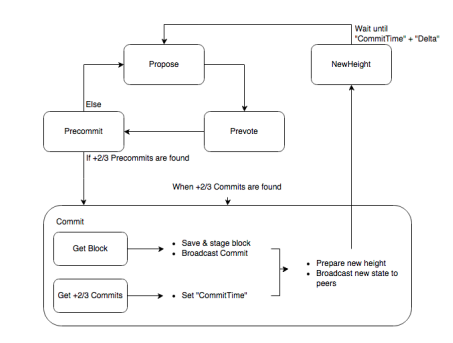 Wait until
"CommitTime" + "Delta"
Propose
NewHeight
Else
Precommit
Prevote
If +2/3 Precommits are found
When +2/3 Commits are found
Commit
Get Block
• Save & stage block
• Broadcast Commit
• Prepare new height
• Broadcast new state to
peers
Get +2/3 Commits
• Set "CommitTime"